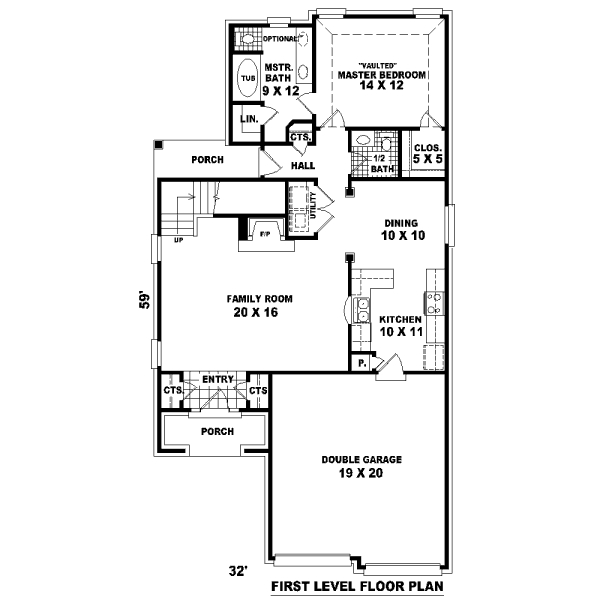 OPTIONAL
MSTR.
BATH
9 X 12
TUB
LIN.
"VAULTED"
MASTER BEDROOM
14 X 12
CTS.
PORCH
HALL
1/2
BATH
CLOS.
5 X 5
UTILITY
UP
F/P
DINING
10 X 10
59'
FAMILY ROOM
20 X 16
KITCHEN
10 X 11
P.
CTS.
ENTRY
CTS
PORCH
DOUBLE GARAGE
19 X 20
32'
FIRST LEVEL FLOOR PLAN